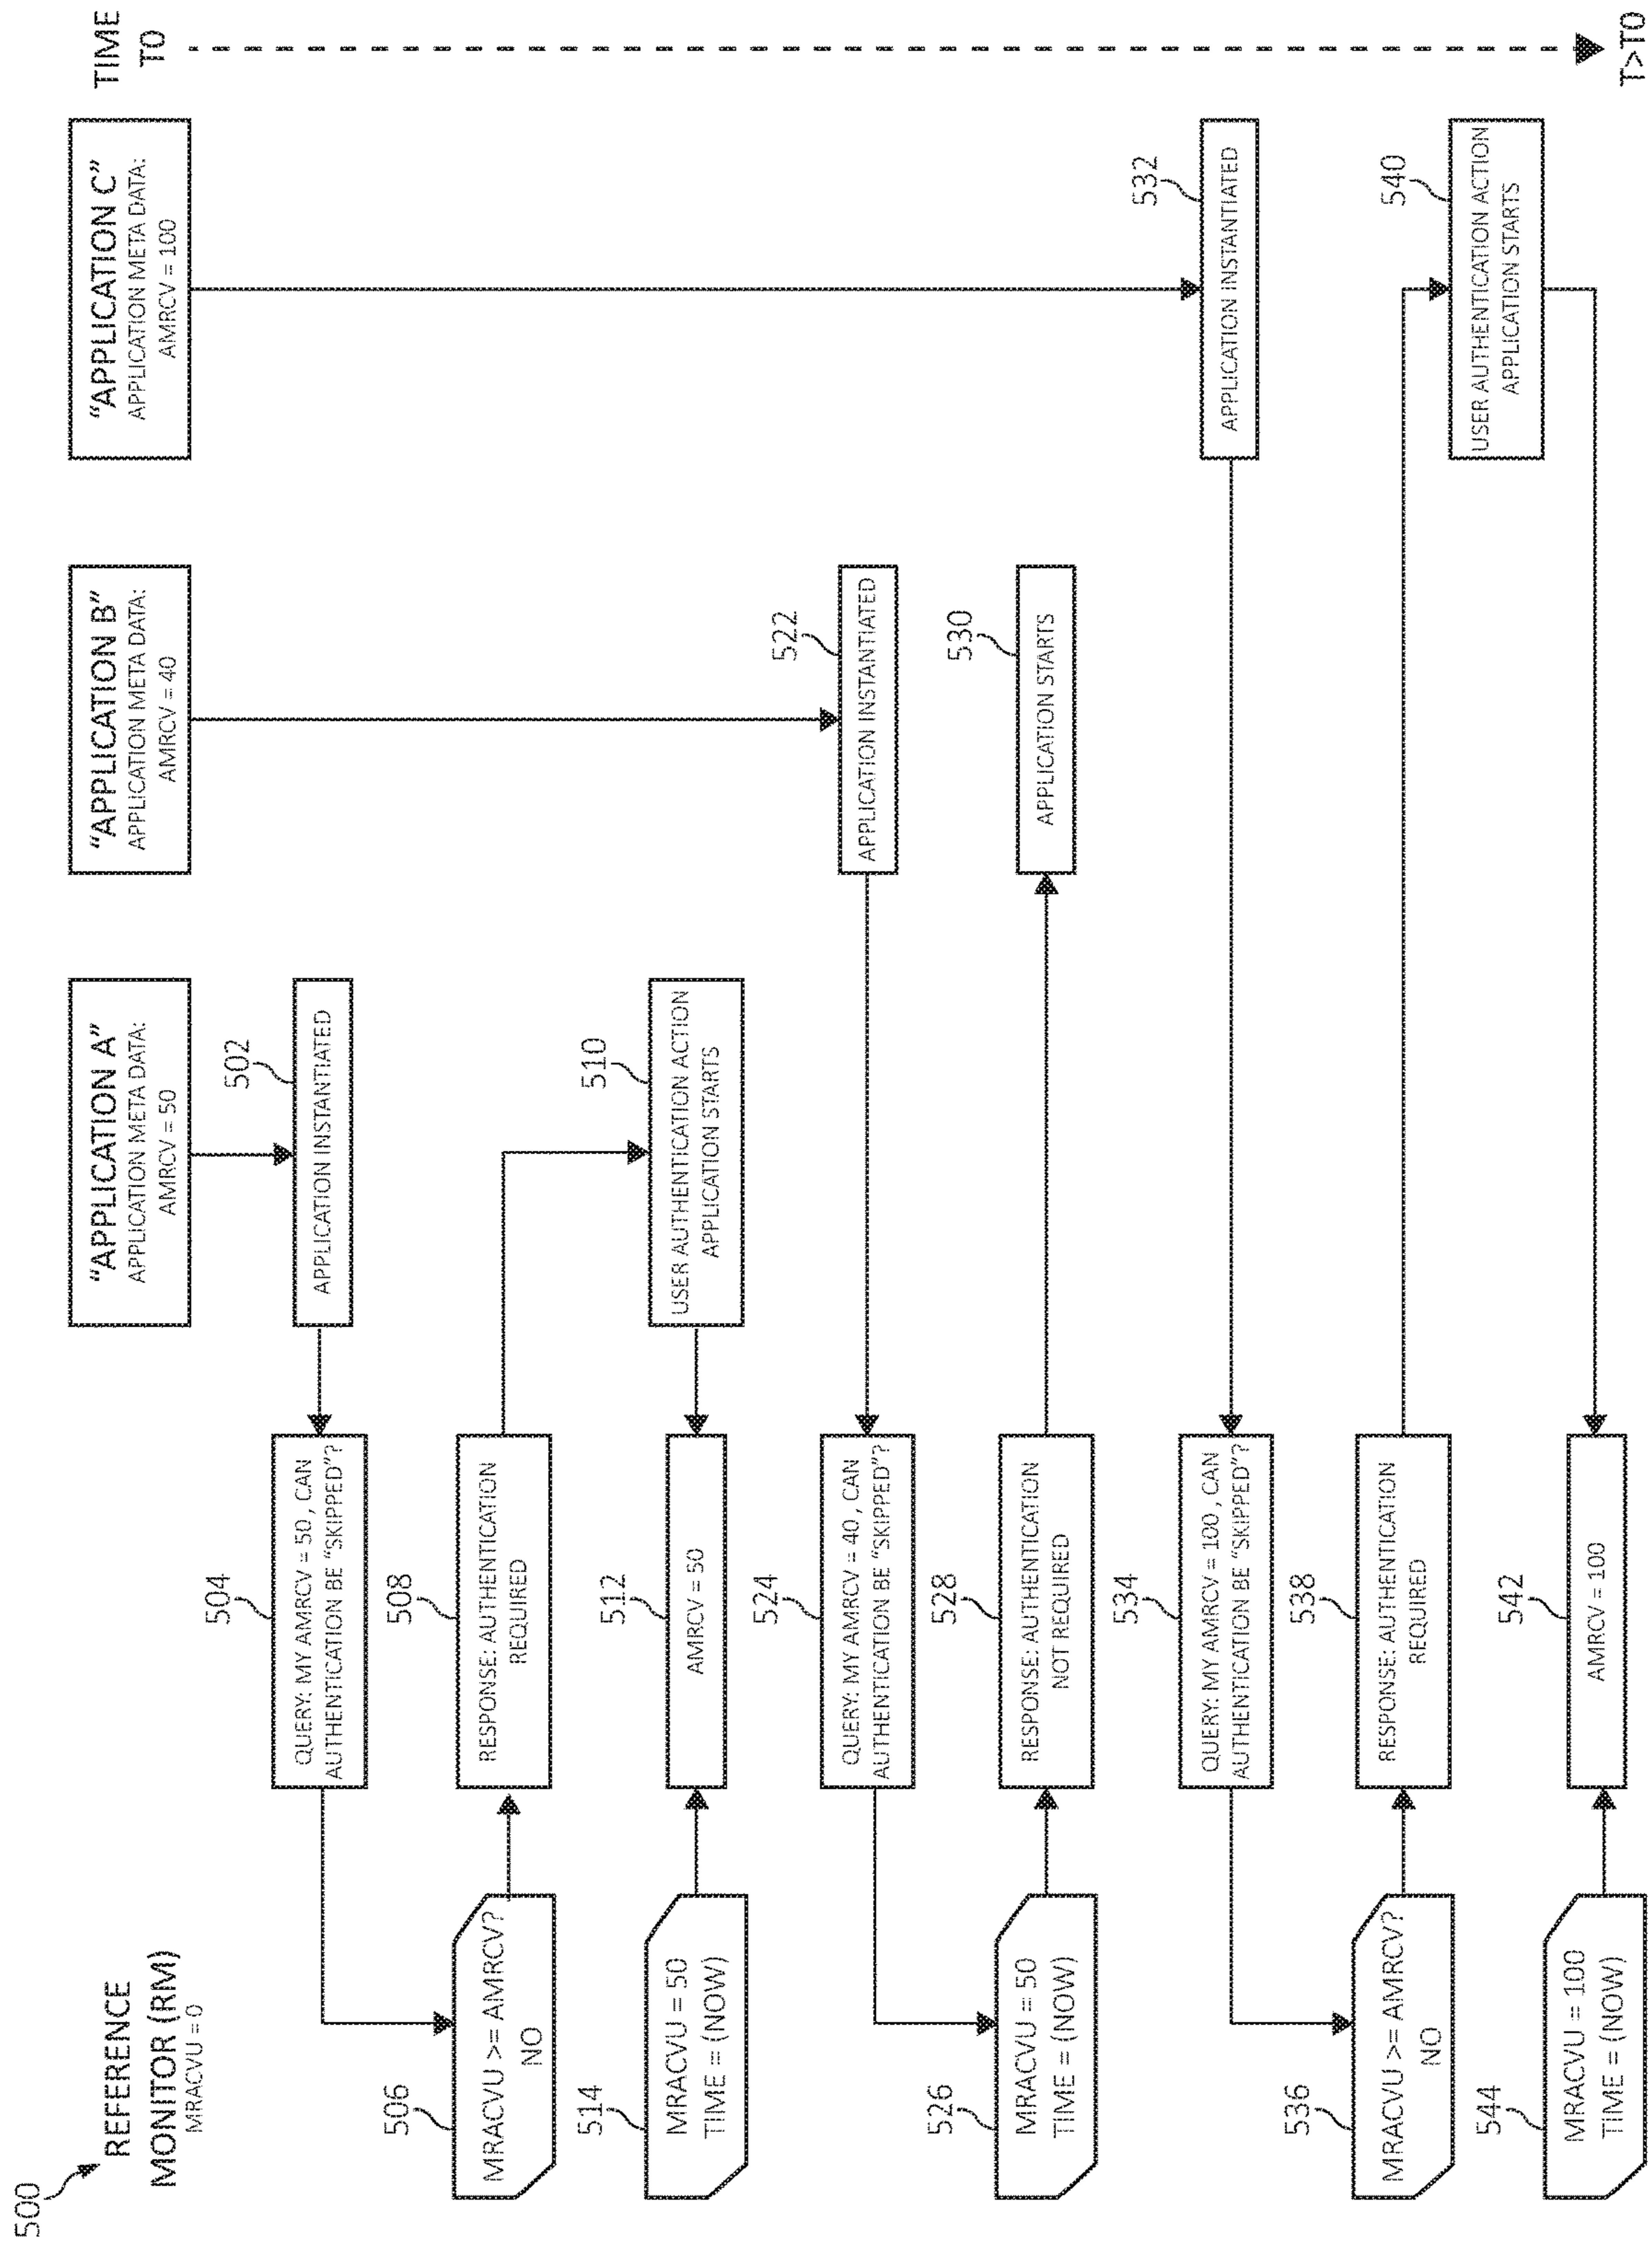 500
REFERENCE
MONITOR (RM)
MRACVU = 0
"APPLICATION A"
APPLICATION META DATA:
AMRCV = 50
"APPLICATION B"
APPLICATION META DATA:
AMRCV = 40
"APPLICATION C"
APPLICATION META DATA:
AMRCV = 100
TIME
T0
502
APPLICATION INSTANTIATED
504
QUERY: MY AMRCV = 50 , CAN
AUTHENTICATION BE "SKIPPED"?
506
MRACVU >= AMRCV?
NO
508
RESPONSE: AUTHENTICATION
REQUIRED
510
USER AUTHENTICATION ACTION
APPLICATION STARTS
512
AMRCV = 50
514
MRACVU = 50
TIME = (NOW)
522
APPLICATION INSTANTIATED
524
QUERY: MY AMRCV = 40 , CAN
AUTHENTICATION BE "SKIPPED"?
526
MRACVU = 50
TIME = (NOW)
528
RESPONSE: AUTHENTICATION
NOT REQUIRED
530
APPLICATION STARTS
532
APPLICATION INSTANTIATED
534
QUERY: MY AMRCV = 100 , CAN
AUTHENTICATION BE "SKIPPED"?
536
MRACVU >= AMRCV?
NO
538
RESPONSE: AUTHENTICATION
REQUIRED
540
USER AUTHENTICATION ACTION
APPLICATION STARTS
542
AMRCV = 100
544
MRACVU = 100
TIME = (NOW)
T>T0